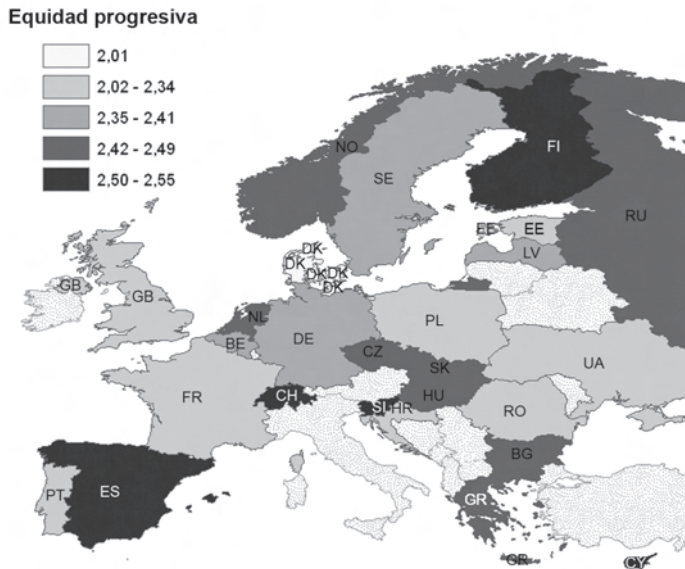 Equidad progresiva
2,01
2,02 - 2,34
2,35 - 2,41
2,42 - 2,49
2,50 - 2,55
NO
FI
SE
RU
EE EE
LV
DK
DK
DK DK
DK
GB
GB
NL
BE
DE
PL
CZ
SK
UA
FR
CH
HU
SI HR
RO
BG
PT
ES
GR
GR
CY